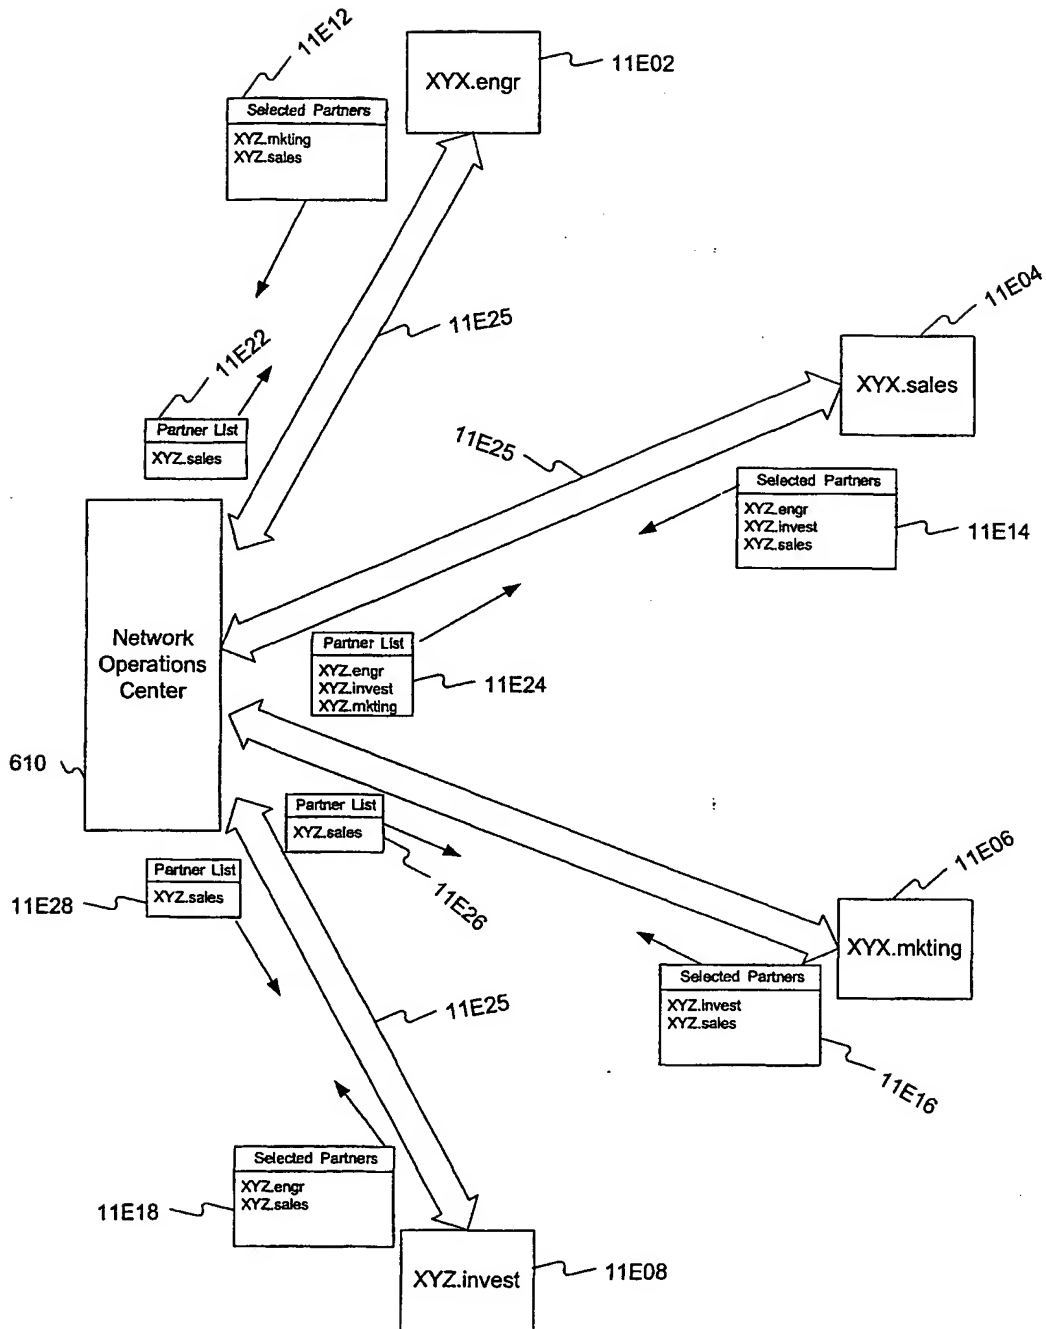 11E12
XYX.engr
11E02
Selected Partners
XYZ.mkting
XYZ.sales
11E25
11E04
11E22
XYX.sales
Partner List
XYZ.sales
11E25
Selected Partners
XYZ.engr
XYZ.invest
XYZ.sales
11E14
Network
Operations
Center
Partner List
XYZ.engr
XYZ.invest
XYZ.mkting
11E24
610
Partner List
XYZ.sales
11E26
11E06
Partner List
XYZ.sales
11E28
XYX.mkting
Selected Partners
XYZ.invest
XYZ.sales
11E16
11E25
Selected Partners
XYZ.engr
XYZ.sales
11E18
XYZ.invest
11E08